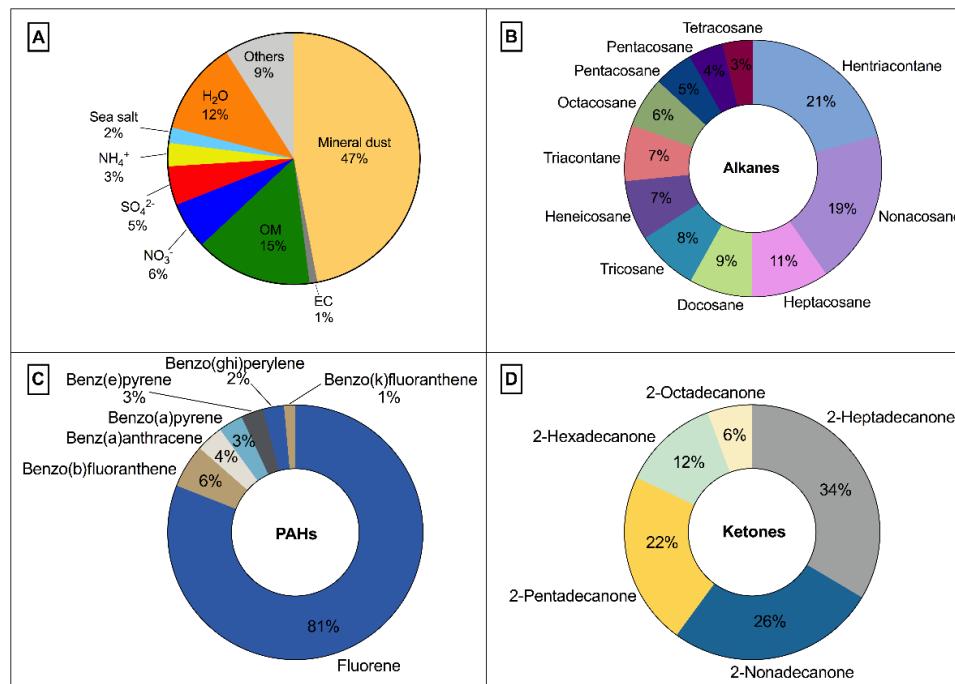 A
Others
9%
H₂O
12%
Sea salt
2%
NH₄⁺
3%
SO₄²⁻
5%
NO₃⁻
6%
OM
15%
EC
1%
Mineral dust
47%
B
Tetracosane
3%
Pentacosane
4%
Pentacosane
5%
Octacosane
6%
Triacontane
7%
Heneicosane
7%
Tricosane
8%
Docosane
9%
Heptacosane
11%
Nonacosane
19%
Hentriacontane
21%
Alkanes
C
Benzo(ghi)perylene
2%
Benz(e)pyrene
3%
Benzo(k)fluoranthene
1%
Benzo(a)pyrene
3%
Benz(a)anthracene
4%
Benzo(b)fluoranthene
6%
PAHs
81%
Fluorene
D
2-Octadecanone
6%
2-Heptadecanone
34%
2-Hexadecanone
12%
22%
2-Pentadecanone
Ketones
26%
2-Nonadecanone